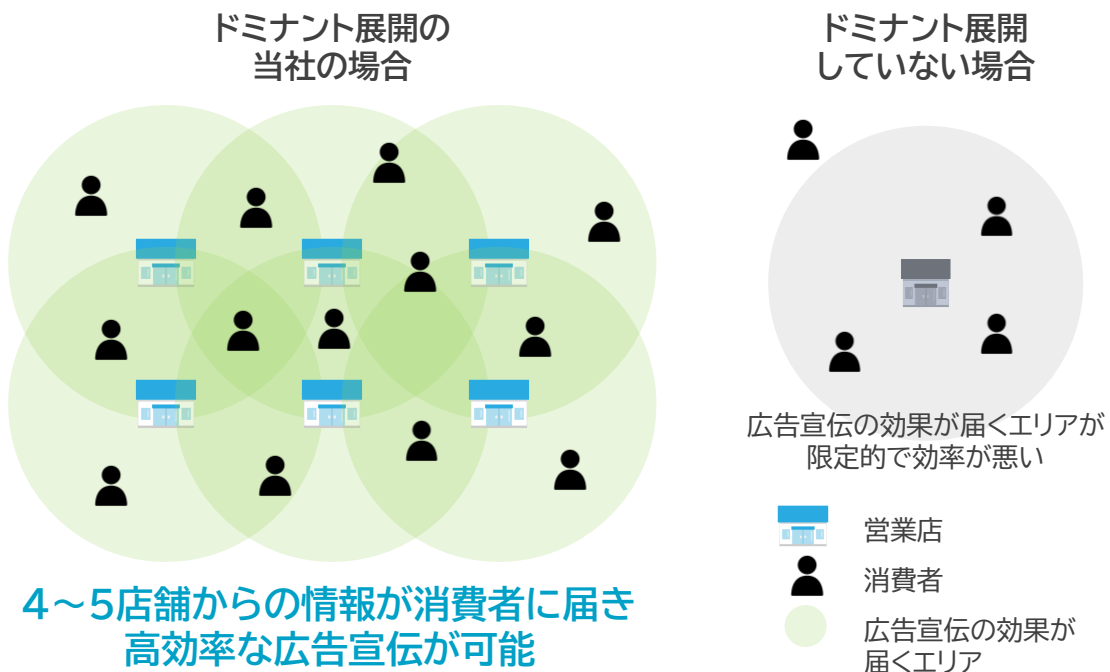 ドミナント展開の
当社の場合
ドミナント展開
していない場合
広告宣伝の効果が届くエリアが
限定的で効率が悪い
営業店
消費者
広告宣伝の効果が
届くエリア
4～5店舗からの情報が消費者に届き
高効率な広告宣伝が可能